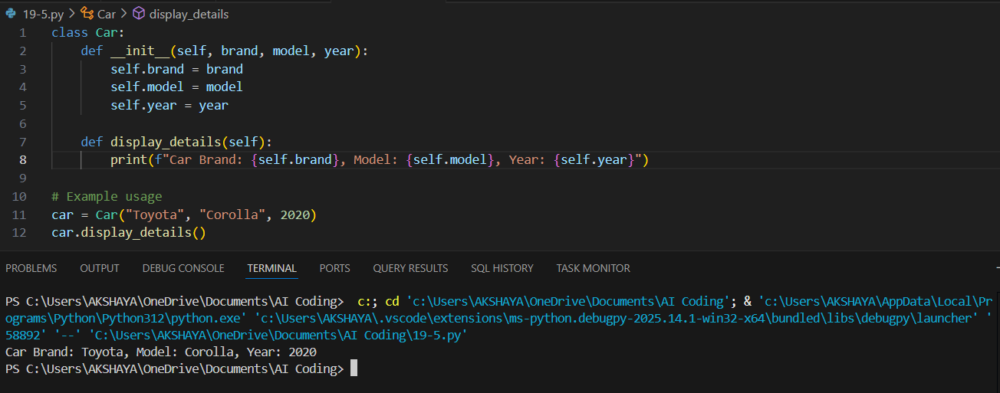 19-5.py > Car > display_details
1 class Car:
2     def __init__(self, brand, model, year):
3         self.brand = brand
4         self.model = model
5         self.year = year
6
7     def display_details(self):
8         print(f"Car Brand: {self.brand}, Model: {self.model}, Year: {self.year}")
9
10 # Example usage
11 car = Car("Toyota", "Corolla", 2020)
12 car.display_details()
PROBLEMS OUTPUT DEBUG CONSOLE TERMINAL PORTS QUERY RESULTS SQL HISTORY TASK MONITOR
PS C:\Users\AKSHAYA\OneDrive\Documents\AI Coding>  c:; cd 'c:\Users\AKSHAYA\OneDrive\Documents\AI Coding'; & 'c:\Users\AKSHAYA\AppData\Local\Pr
ograms\Python\Python312\python.exe' 'c:\Users\AKSHAYA\.vscode\extensions\ms-python.debugpy-2025.14.1-win32-x64\bundled\libs\debugpy\launcher' '
58892' '--' 'C:\Users\AKSHAYA\OneDrive\Documents\AI Coding\19-5.py'
Car Brand: Toyota, Model: Corolla, Year: 2020
PS C:\Users\AKSHAYA\OneDrive\Documents\AI Coding>